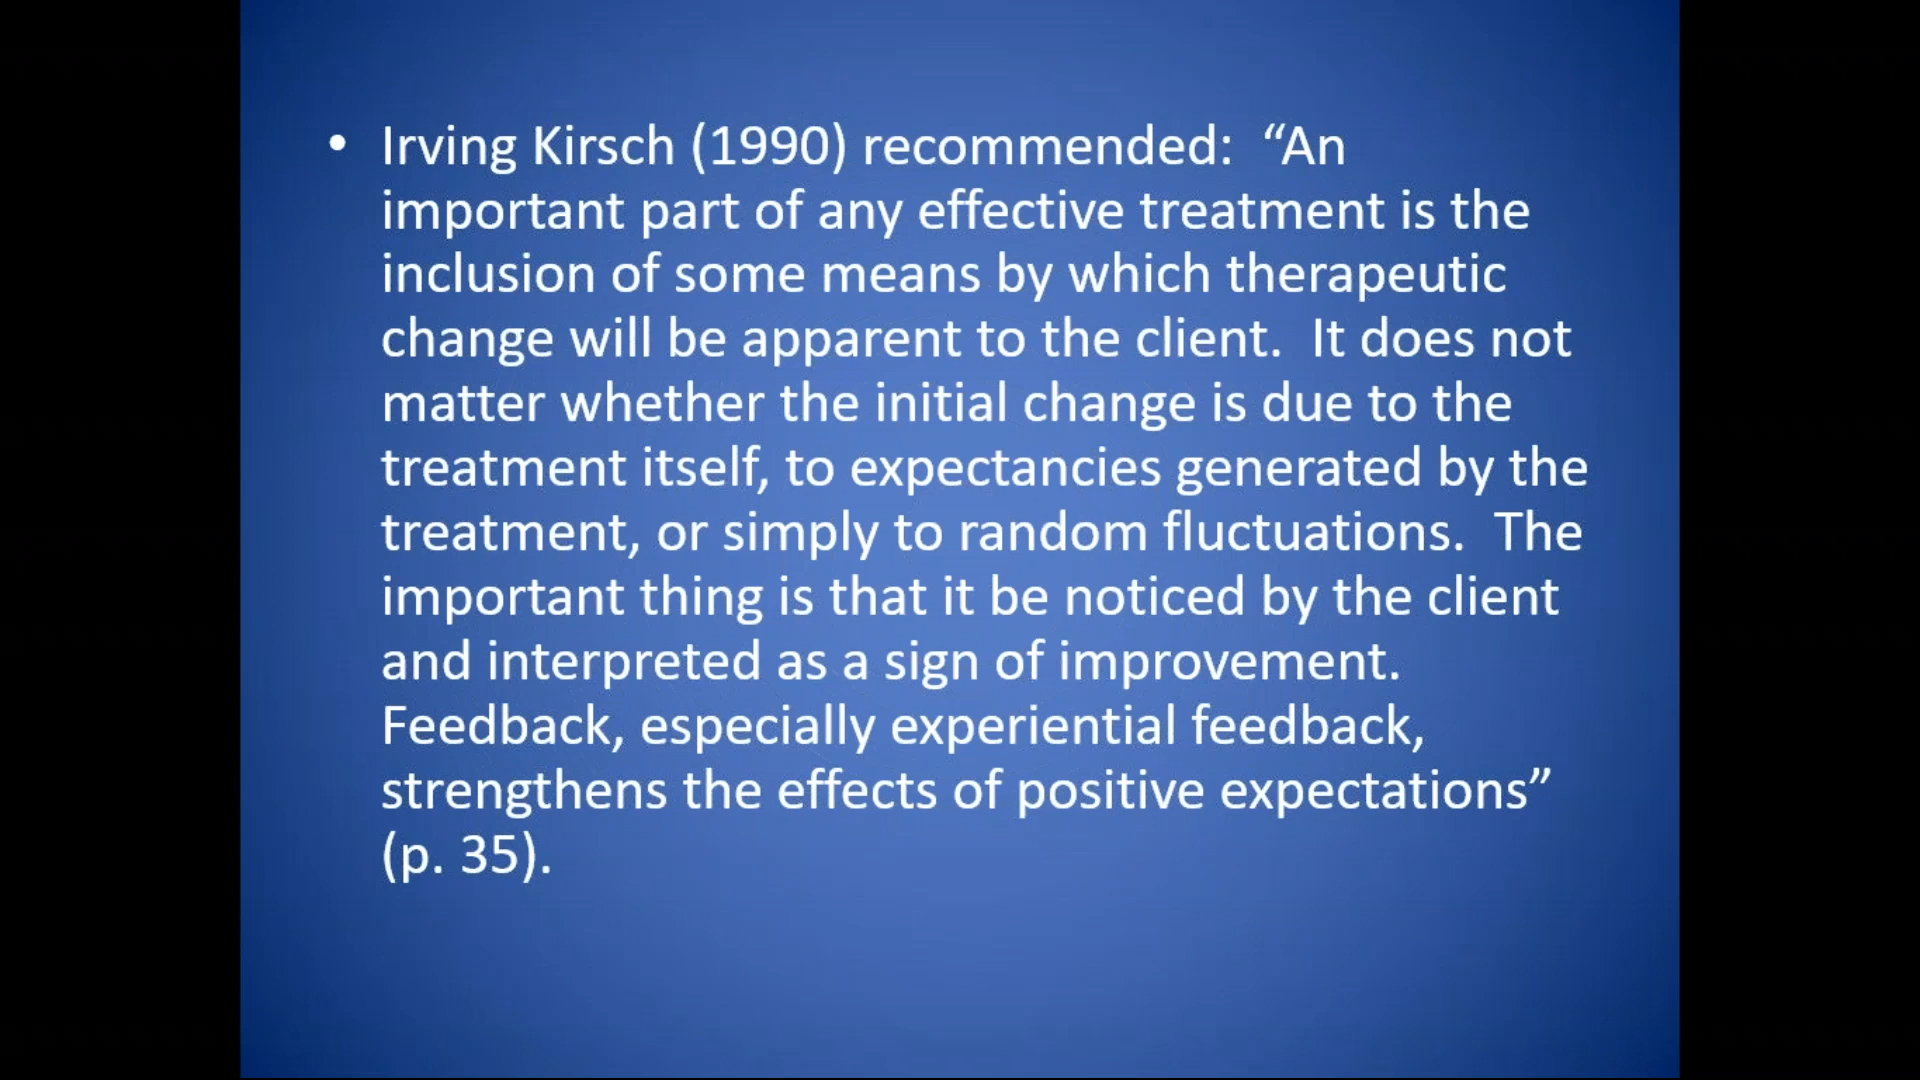 • Irving Kirsch (1990) recommended:  “An
important part of any effective treatment is the
inclusion of some means by which therapeutic
change will be apparent to the client.  It does not
matter whether the initial change is due to the
treatment itself, to expectancies generated by the
treatment, or simply to random fluctuations.  The
important thing is that it be noticed by the client
and interpreted as a sign of improvement.
Feedback, especially experiential feedback,
strengthens the effects of positive expectations”
(p. 35).